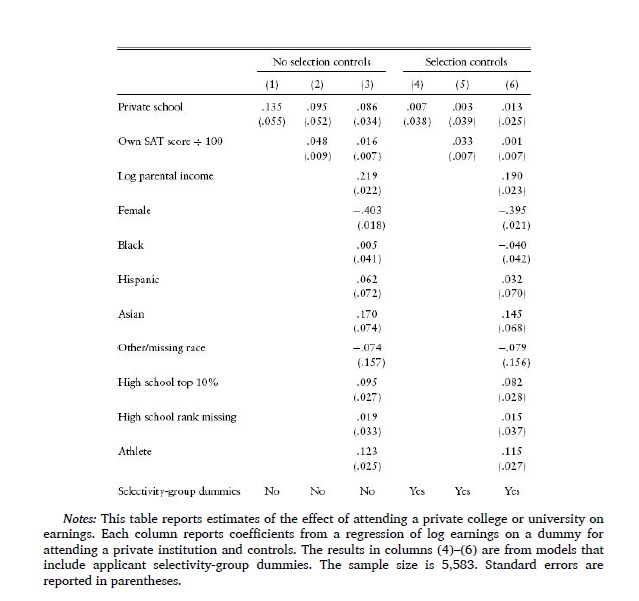 No selection controls Selection controls
(1) (2) (3) (4) (5) (6)
Private school .135 .095 .086 .007 .003 .013
(.055) (.052) (.034) (.038) (.039) (.025)
Own SAT score ÷ 100 .048 .016 .033 .001
(.009) (.007) (.007) (.007)
Log parental income .219 .190
(.022) (.023)
Female −.403 −.395
(.018) (.021)
Black .005 −.040
(.041) (.042)
Hispanic .062 .032
(.072) (.070)
Asian .170 .145
(.074) (.068)
Other/missing race −.074 −.079
(.157) (.156)
High school top 10% .095 .082
(.027) (.028)
High school rank missing .019 .015
(.033) (.037)
Athlete .123 .115
(.025) (.027)
Selectivity-group dummies No No No Yes Yes Yes
Notes: This table reports estimates of the effect of attending a private college or university on
earnings. Each column reports coefficients from a regression of log earnings on a dummy for
attending a private institution and controls. The results in columns (4)–(6) are from models that
include applicant selectivity-group dummies. The sample size is 5,583. Standard errors are
reported in parentheses.